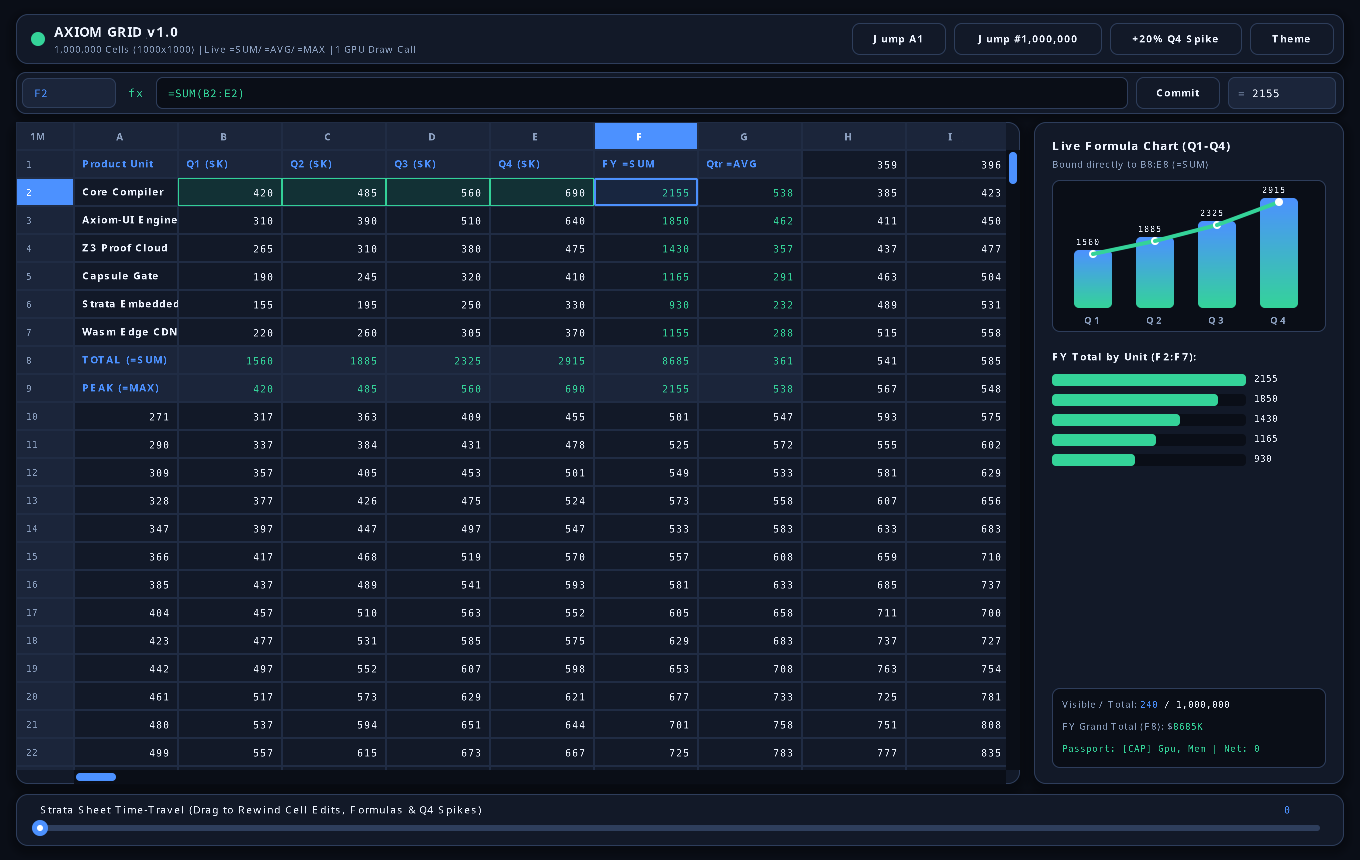 AXIOM GRID v1.0
1,000,000 Cells (1000x1000) | Live =SUM/=AVG/=MAX | 1 GPU Draw Call
Jump A1
Jump #1,000,000
+20% Q4 Spike
Theme
F2
fx
=SUM(B2:E2)
Commit
= 2155
1M A B C D E F G H I
1 Product Unit Q1 ($K) Q2 ($K) Q3 ($K) Q4 ($K) FY =SUM Qtr =AVG 359 396
2 Core Compiler 420 485 560 690 2155 538 385 423
3 Axiom-UI Engine 310 390 510 640 1850 462 411 450
4 Z3 Proof Cloud 265 310 380 475 1430 357 437 477
5 Capsule Gate 190 245 320 410 1165 291 463 504
6 Strata Embedded 155 195 250 330 930 232 489 531
7 Wasm Edge CDN 220 260 305 370 1155 288 515 558
8 TOTAL (=SUM) 1560 1885 2325 2915 8685 361 541 585
9 PEAK (=MAX) 420 485 560 690 2155 538 567 548
10 271 317 363 409 455 501 547 593 575
11 290 337 384 431 478 525 572 555 602
12 309 357 405 453 501 549 533 581 629
13 328 377 426 475 524 573 558 607 656
14 347 397 447 497 547 533 583 633 683
15 366 417 468 519 570 557 608 659 710
16 385 437 489 541 593 581 633 685 737
17 404 457 510 563 552 605 658 711 700
18 423 477 531 585 575 629 683 737 727
19 442 497 552 607 598 653 708 763 754
20 461 517 573 629 621 677 733 725 781
21 480 537 594 651 644 701 758 751 808
22 499 557 615 673 667 725 783 777 835
Live Formula Chart (Q1-Q4)
Bound directly to B8:E8 (=SUM)
1560 1885 2325 2915
Q1 Q2 Q3 Q4
FY Total by Unit (F2:F7):
2155
1850
1430
1165
930
Visible / Total: 240 / 1,000,000
FY Grand Total (F8): $8685K
Passport: [CAP] Gpu, Mem | Net: 0
Strata Sheet Time-Travel (Drag to Rewind Cell Edits, Formulas & Q4 Spikes)
0